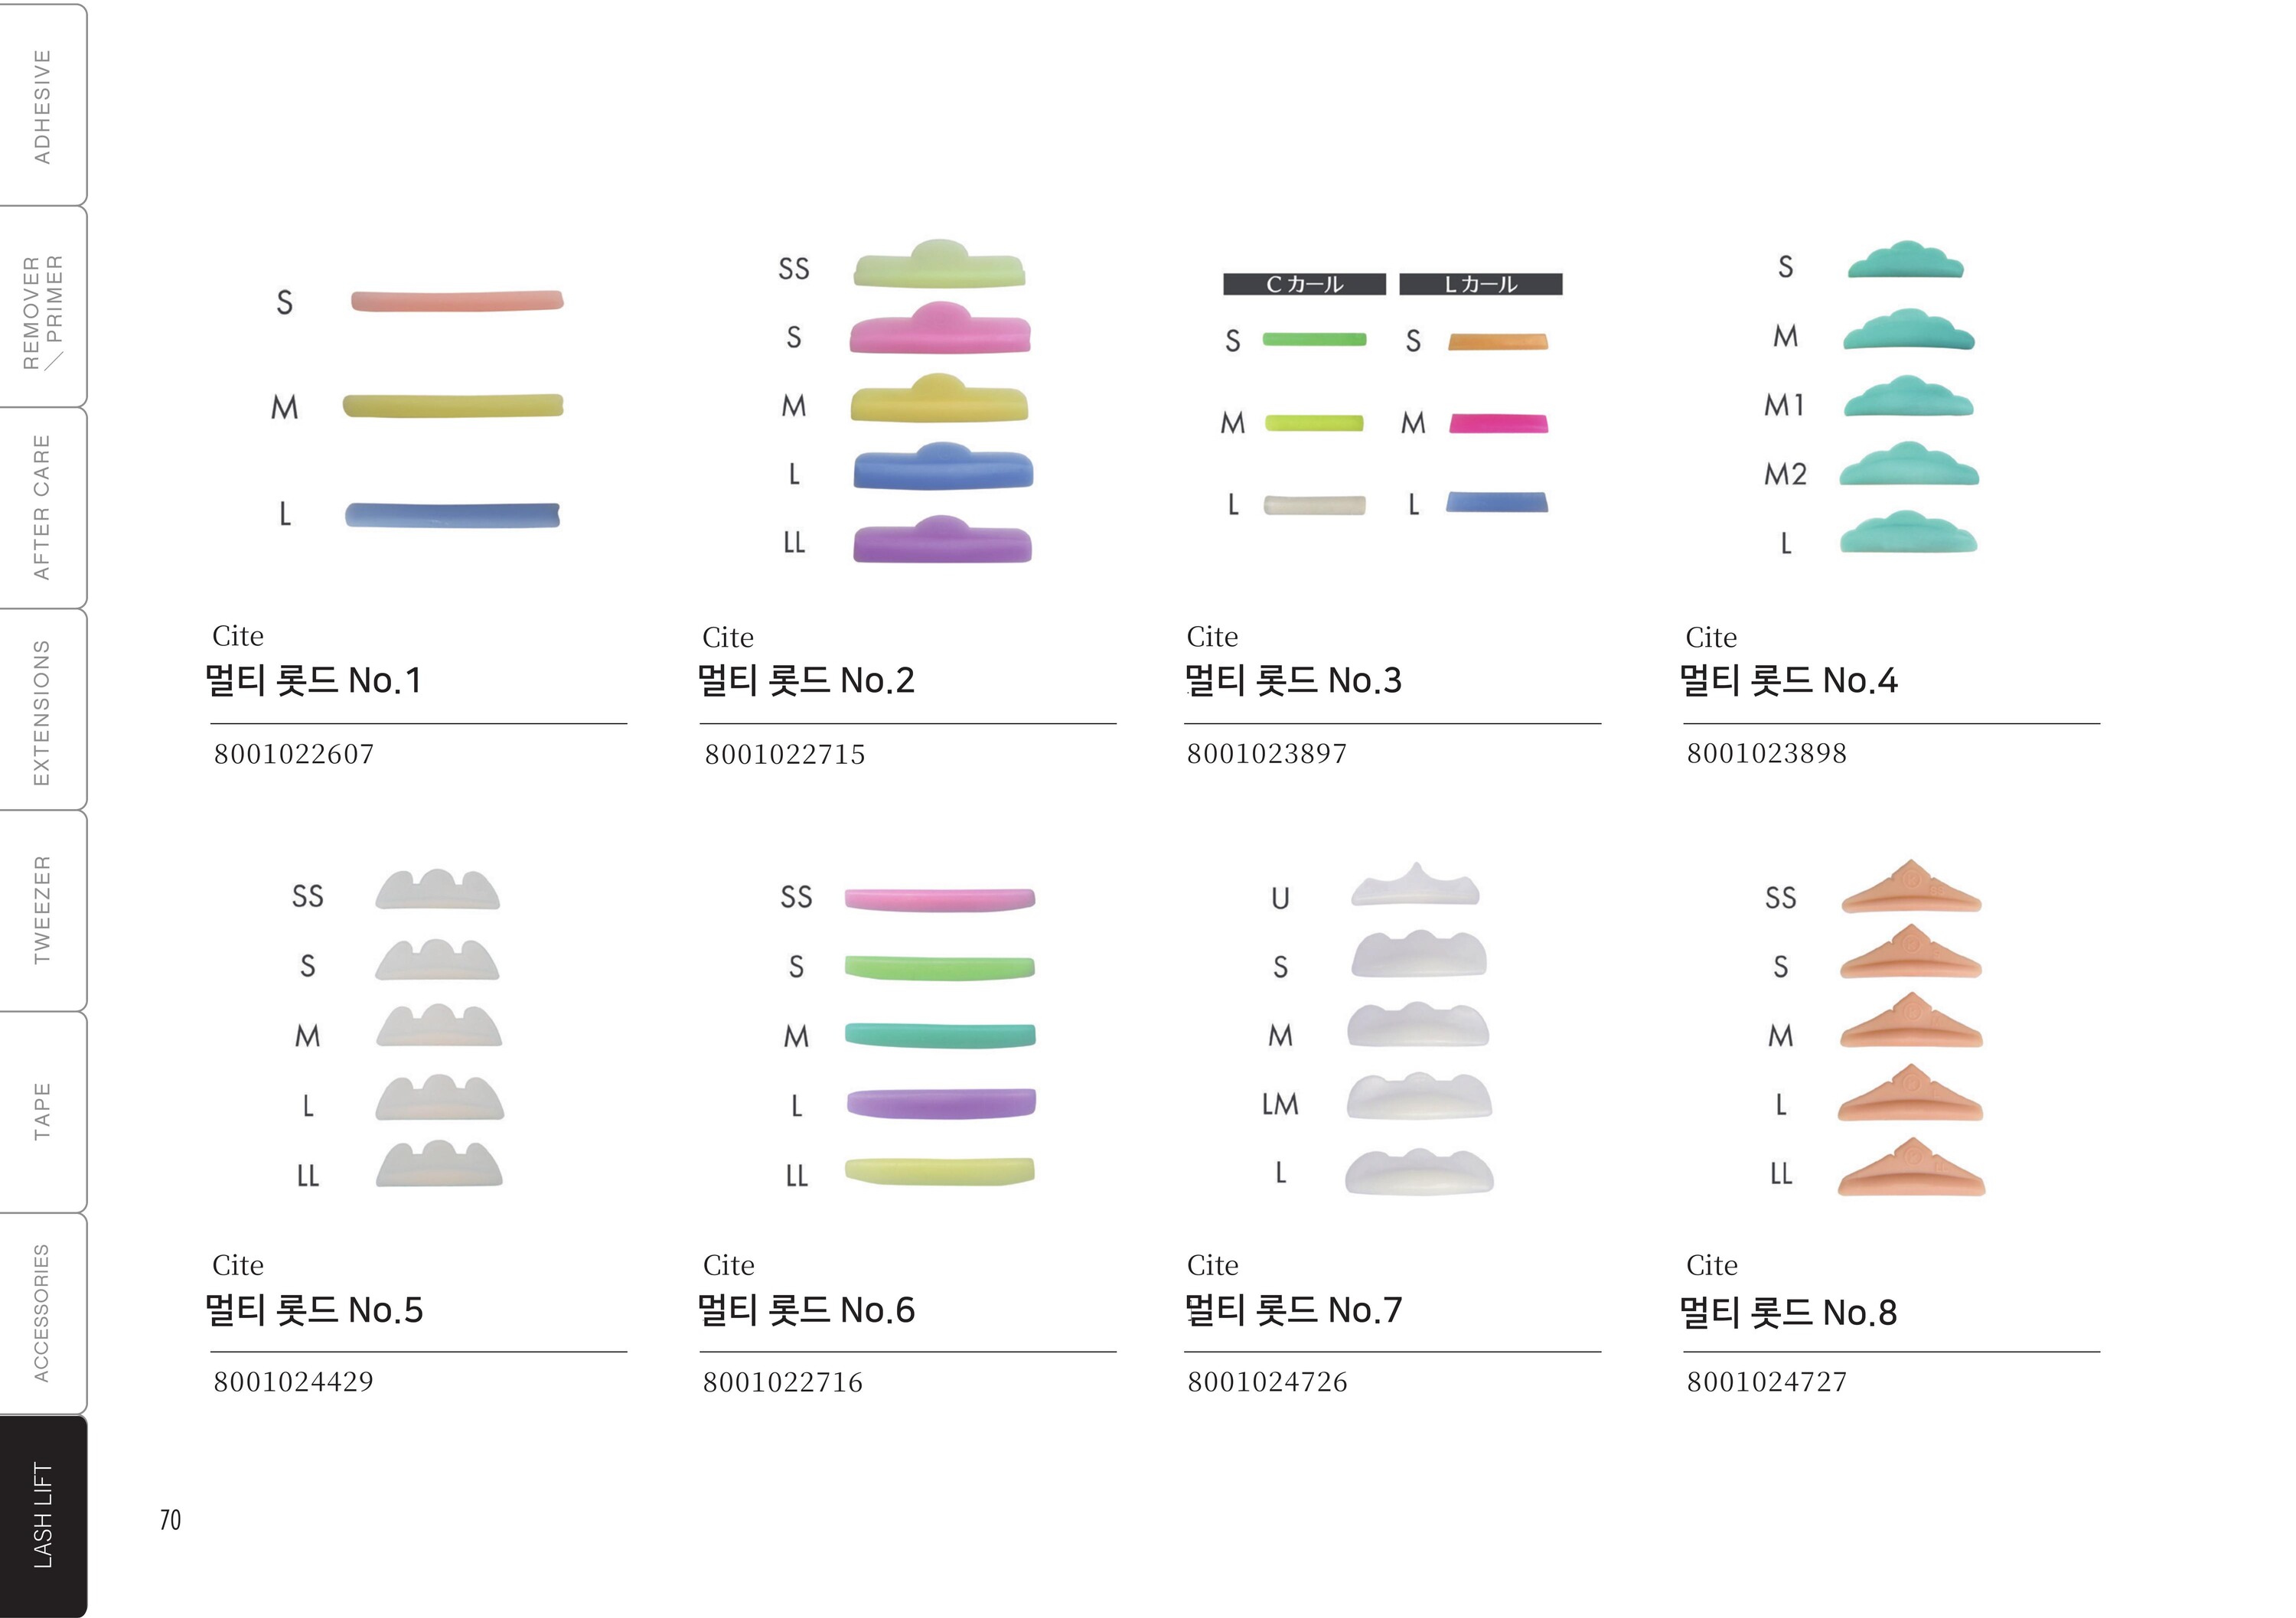 ADHESIVE
REMOVER
/ PRIMER
AFTER CARE
EXTENSIONS
TWEEZER
TAPE
ACCESSORIES
LASH LIFT
S
M
L
Cite
멀티 롯드 No.1
8001022607
SS
S
M
L
LL
Cite
멀티 롯드 No.2
8001022715
C カール
L カール
S
S
M
M
L
L
Cite
멀티 롯드 No.3
8001023897
S
M
M1
M2
L
Cite
멀티 롯드 No.4
8001023898
SS
S
M
L
LL
Cite
멀티 롯드 No.5
8001024429
SS
S
M
L
LL
Cite
멀티 롯드 No.6
8001022716
U
S
M
LM
L
Cite
멀티 롯드 No.7
8001024726
SS
S
M
L
LL
Cite
멀티 롯드 No.8
8001024727
70